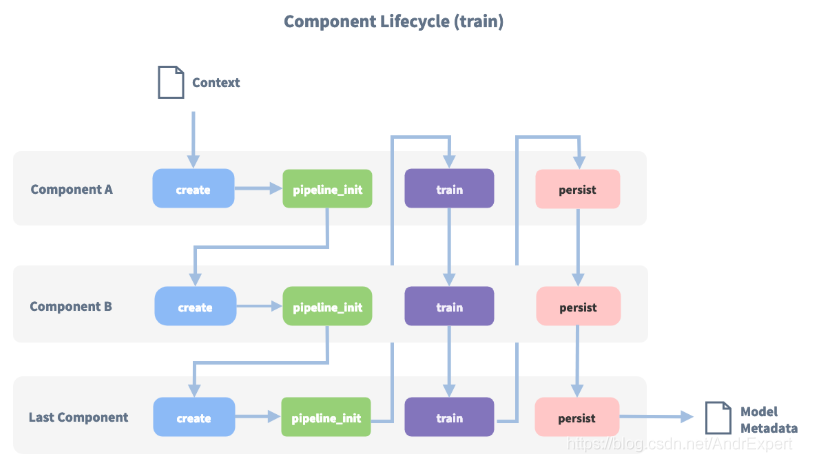 Component Lifecycle (train)
Context
Component A
create
pipeline_init
train
persist
Component B
create
pipeline_init
train
persist
Last Component
create
pipeline_init
train
persist
Model
Metadata
https://blog.csdn.net/AndrExpert